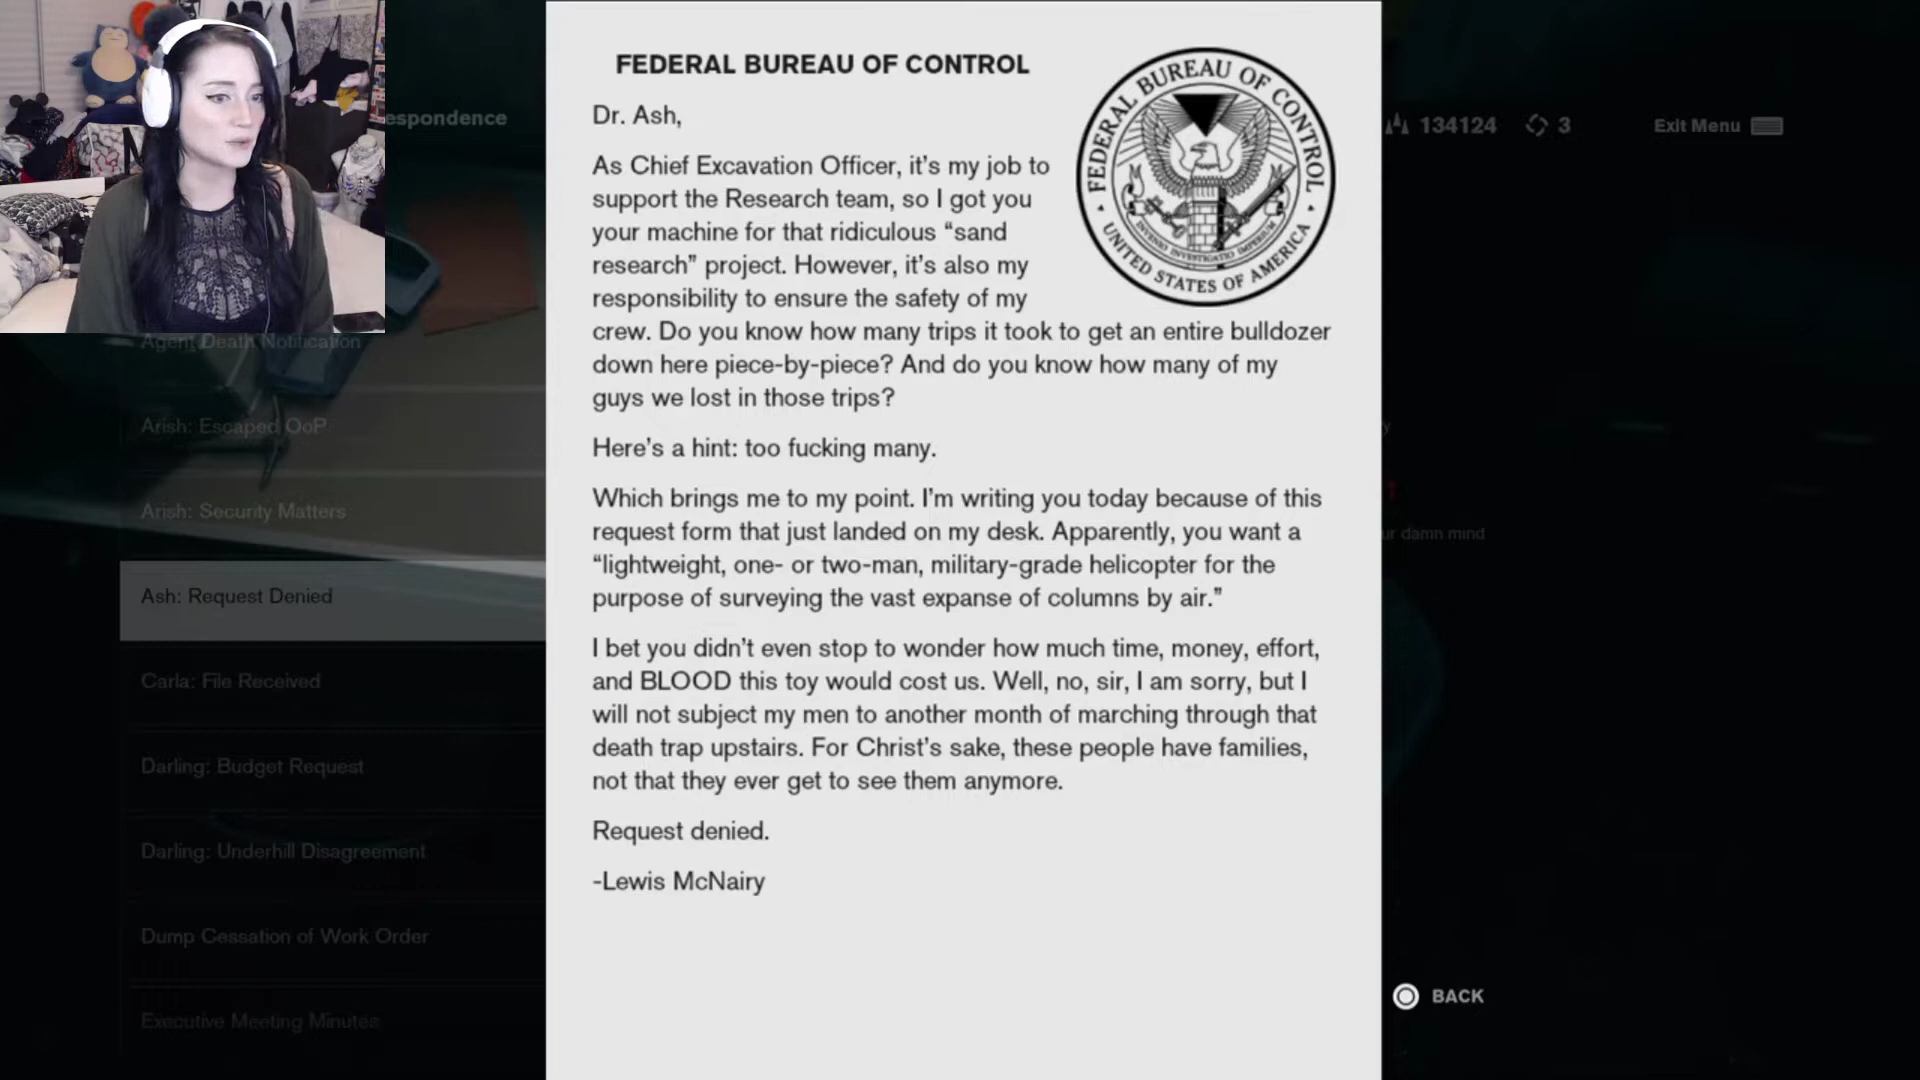 FEDERAL BUREAU OF CONTROL
FEDERAL BUREAU OF CONTROL
UNITED STATES OF AMERICA
INVENIO INVESTIGATIO IMPERIUM
Dr. Ash,
As Chief Excavation Officer, it's my job to
support the Research team, so I got you
your machine for that ridiculous “sand
research” project. However, it's also my
responsibility to ensure the safety of my
crew. Do you know how many trips it took to get an entire bulldozer
down here piece-by-piece? And do you know how many of my
guys we lost in those trips?
Here's a hint: too fucking many.
Which brings me to my point. I'm writing you today because of this
request form that just landed on my desk. Apparently, you want a
“lightweight, one- or two-man, military-grade helicopter for the
purpose of surveying the vast expanse of columns by air.”
I bet you didn't even stop to wonder how much time, money, effort,
and BLOOD this toy would cost us. Well, no, sir, I am sorry, but I
will not subject my men to another month of marching through that
death trap upstairs. For Christ's sake, these people have families,
not that they ever get to see them anymore.
Request denied.
-Lewis McNairy
espondence
Agent Death Notification
Arish: Escaped OoP
Arish: Security Matters
Ash: Request Denied
Carla: File Received
Darling: Budget Request
Darling: Underhill Disagreement
Dump Cessation of Work Order
Executive Meeting Minutes
134124
3
Exit Menu
ur damn mind
BACK